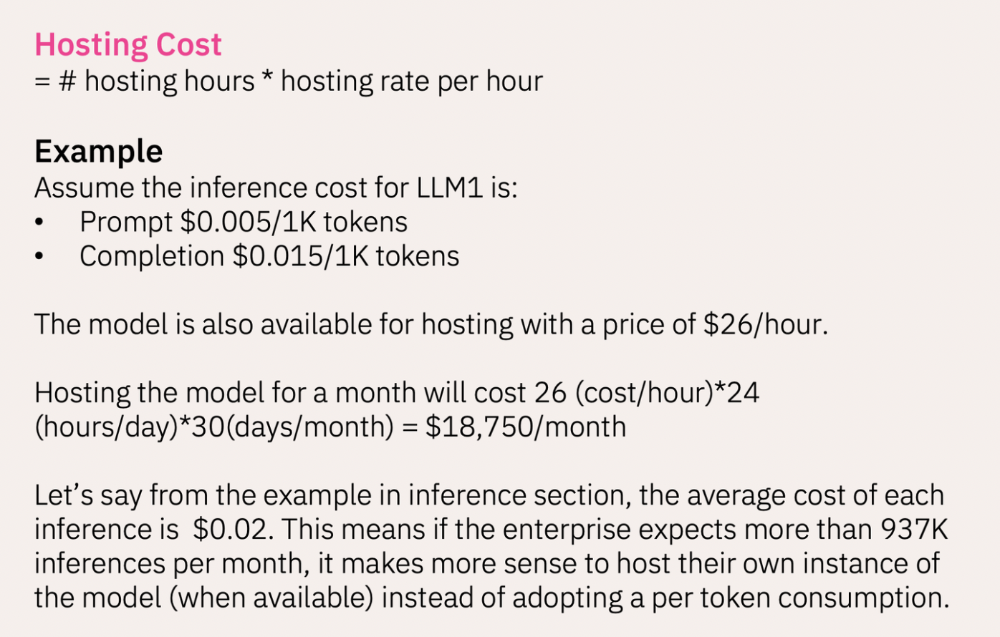 Hosting Cost
= # hosting hours * hosting rate per hour
Example
Assume the inference cost for LLM1 is:
• Prompt $0.005/1K tokens
• Completion $0.015/1K tokens
The model is also available for hosting with a price of $26/hour.
Hosting the model for a month will cost 26 (cost/hour)*24
(hours/day)*30(days/month) = $18,750/month
Let’s say from the example in inference section, the average cost of each
inference is  $0.02. This means if the enterprise expects more than 937K
inferences per month, it makes more sense to host their own instance of
the model (when available) instead of adopting a per token consumption.